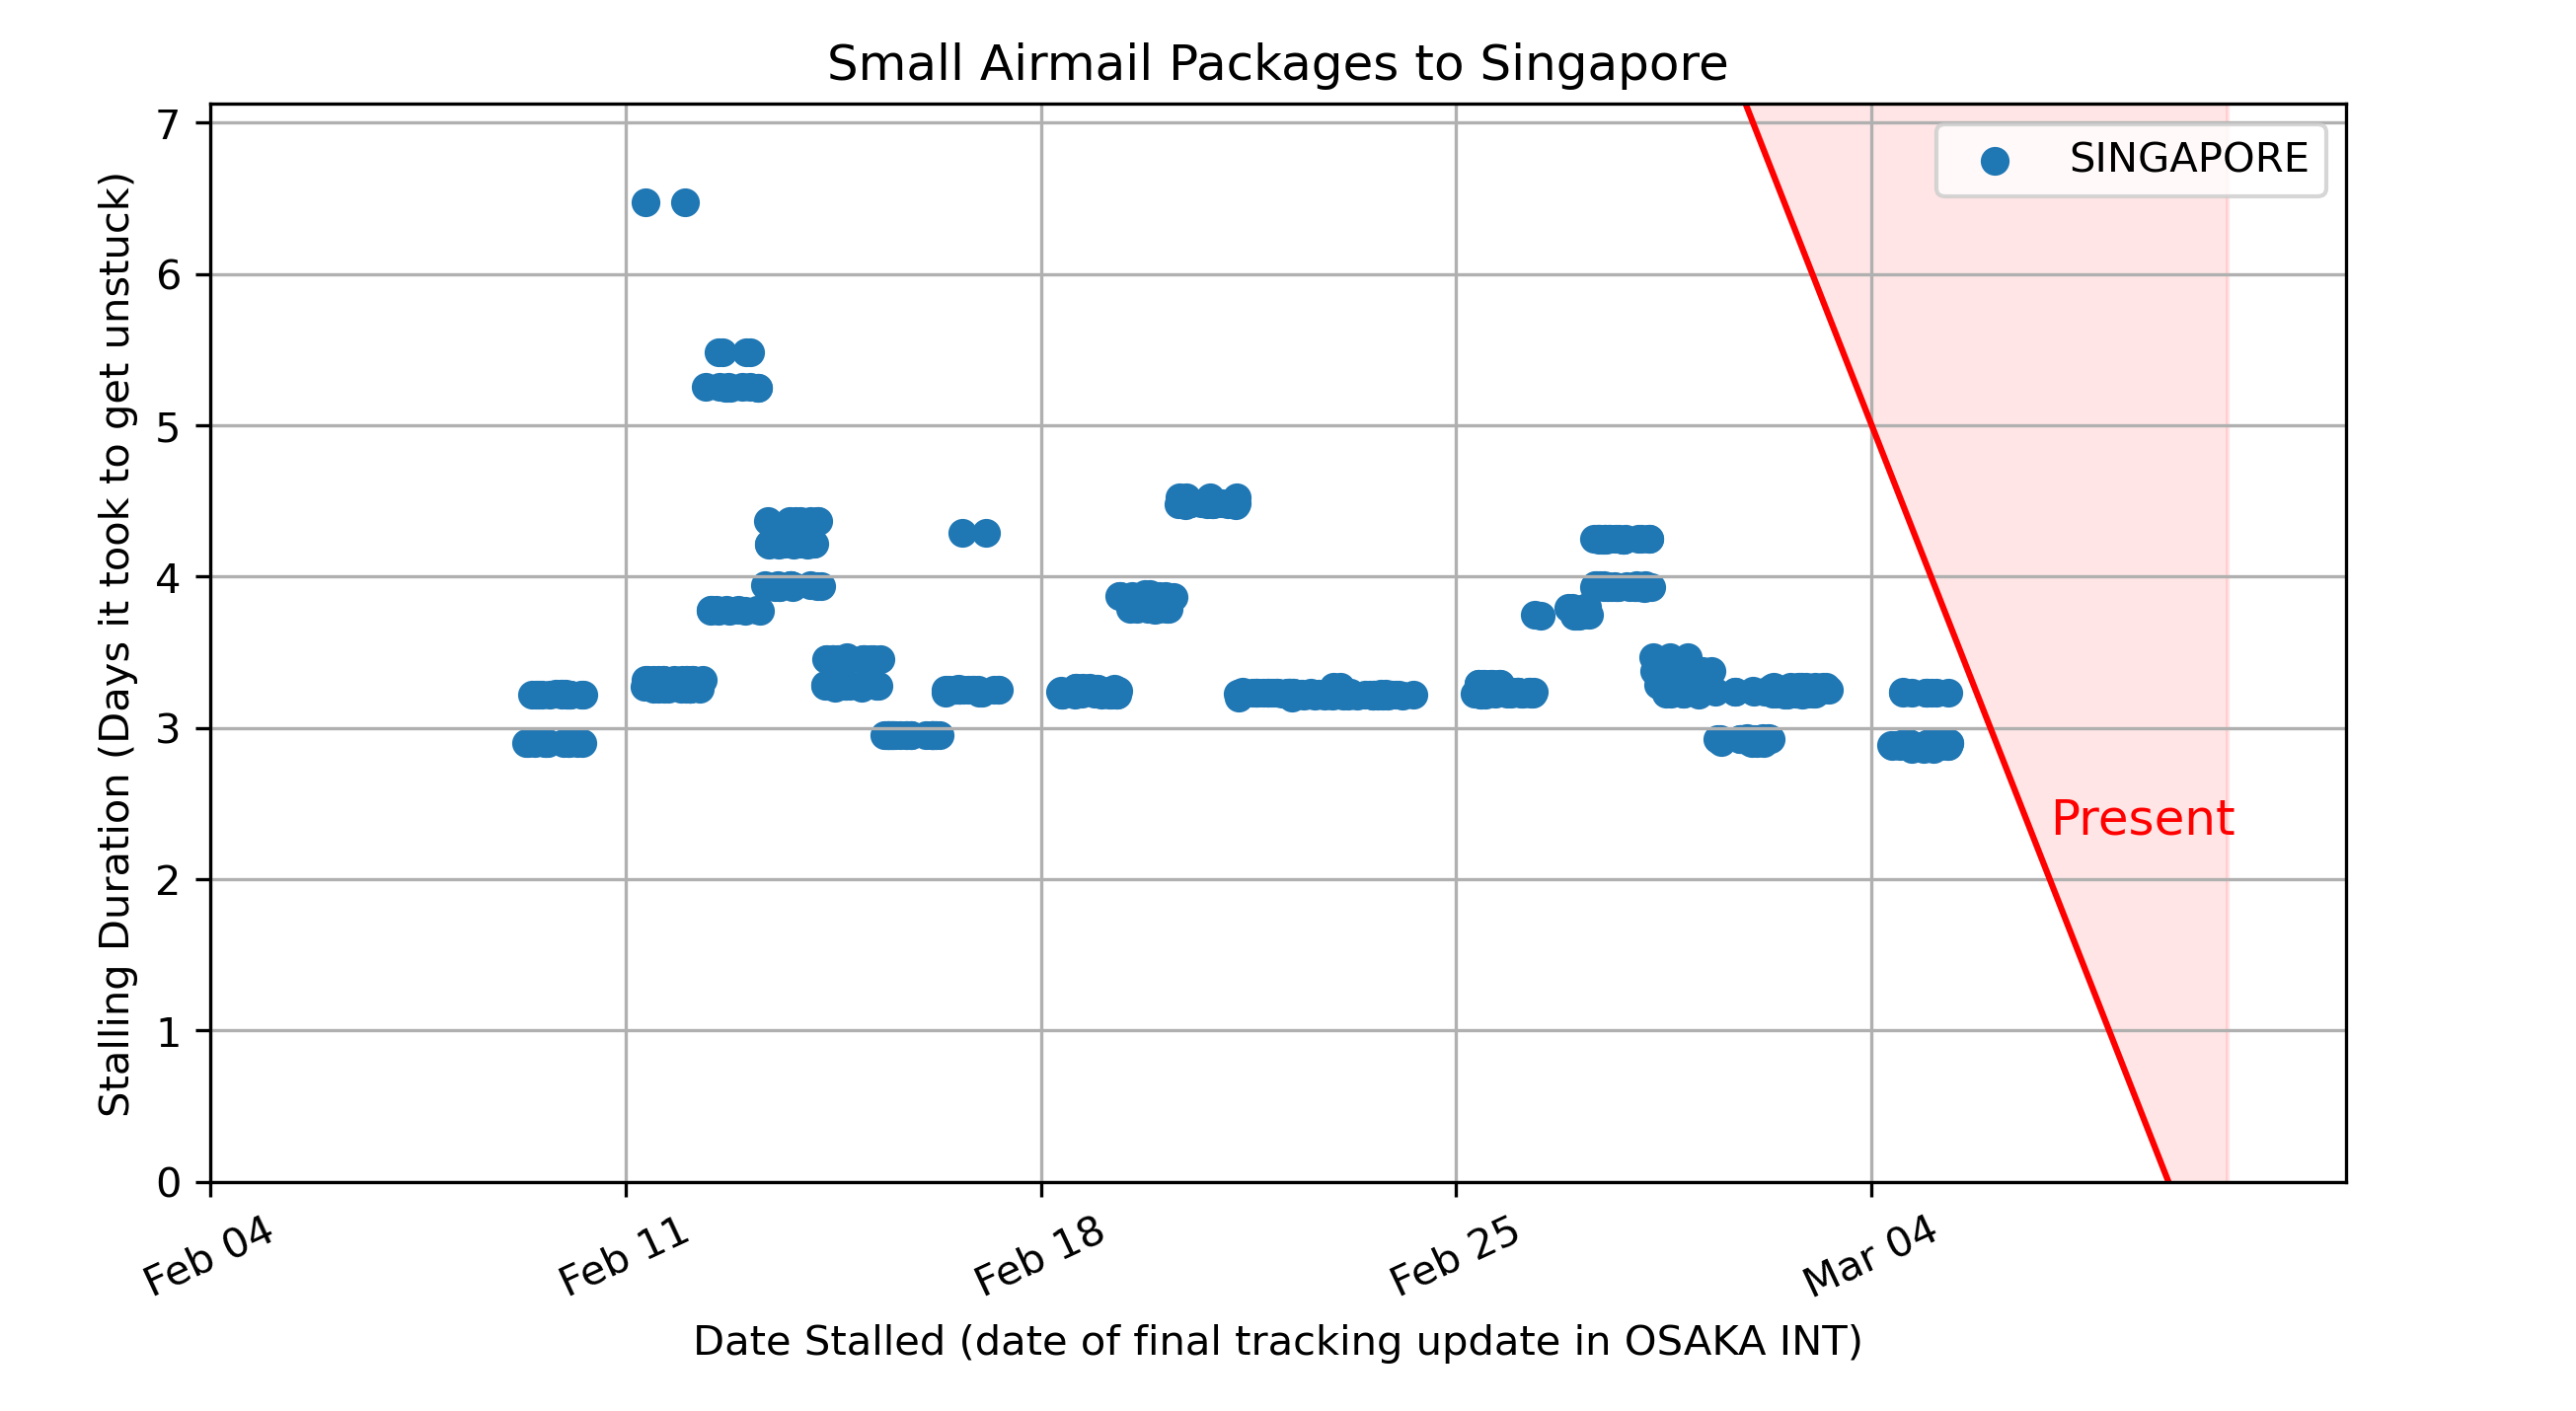 Small Airmail Packages to Singapore
Stalling Duration (Days it took to get unstuck)
7
6
5
4
3
2
1
0
SINGAPORE
Present
Feb 04
Feb 11
Feb 18
Feb 25
Mar 04
Date Stalled (date of final tracking update in OSAKA INT)